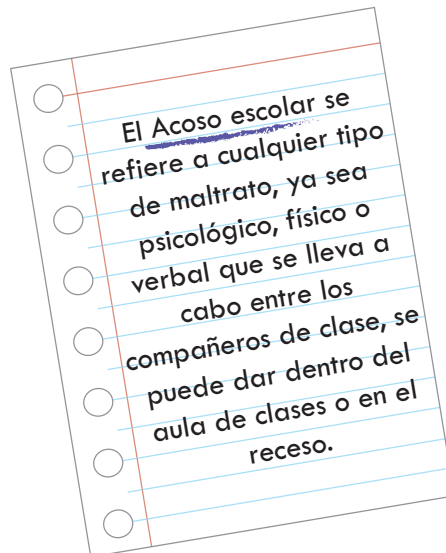 El Acoso escolar se
refiere a cualquier tipo
de maltrato, ya sea
psicológico, físico o
verbal que se lleva a
cabo entre los
compañeros de clase, se
puede dar dentro del
aula de clases o en el
receso.